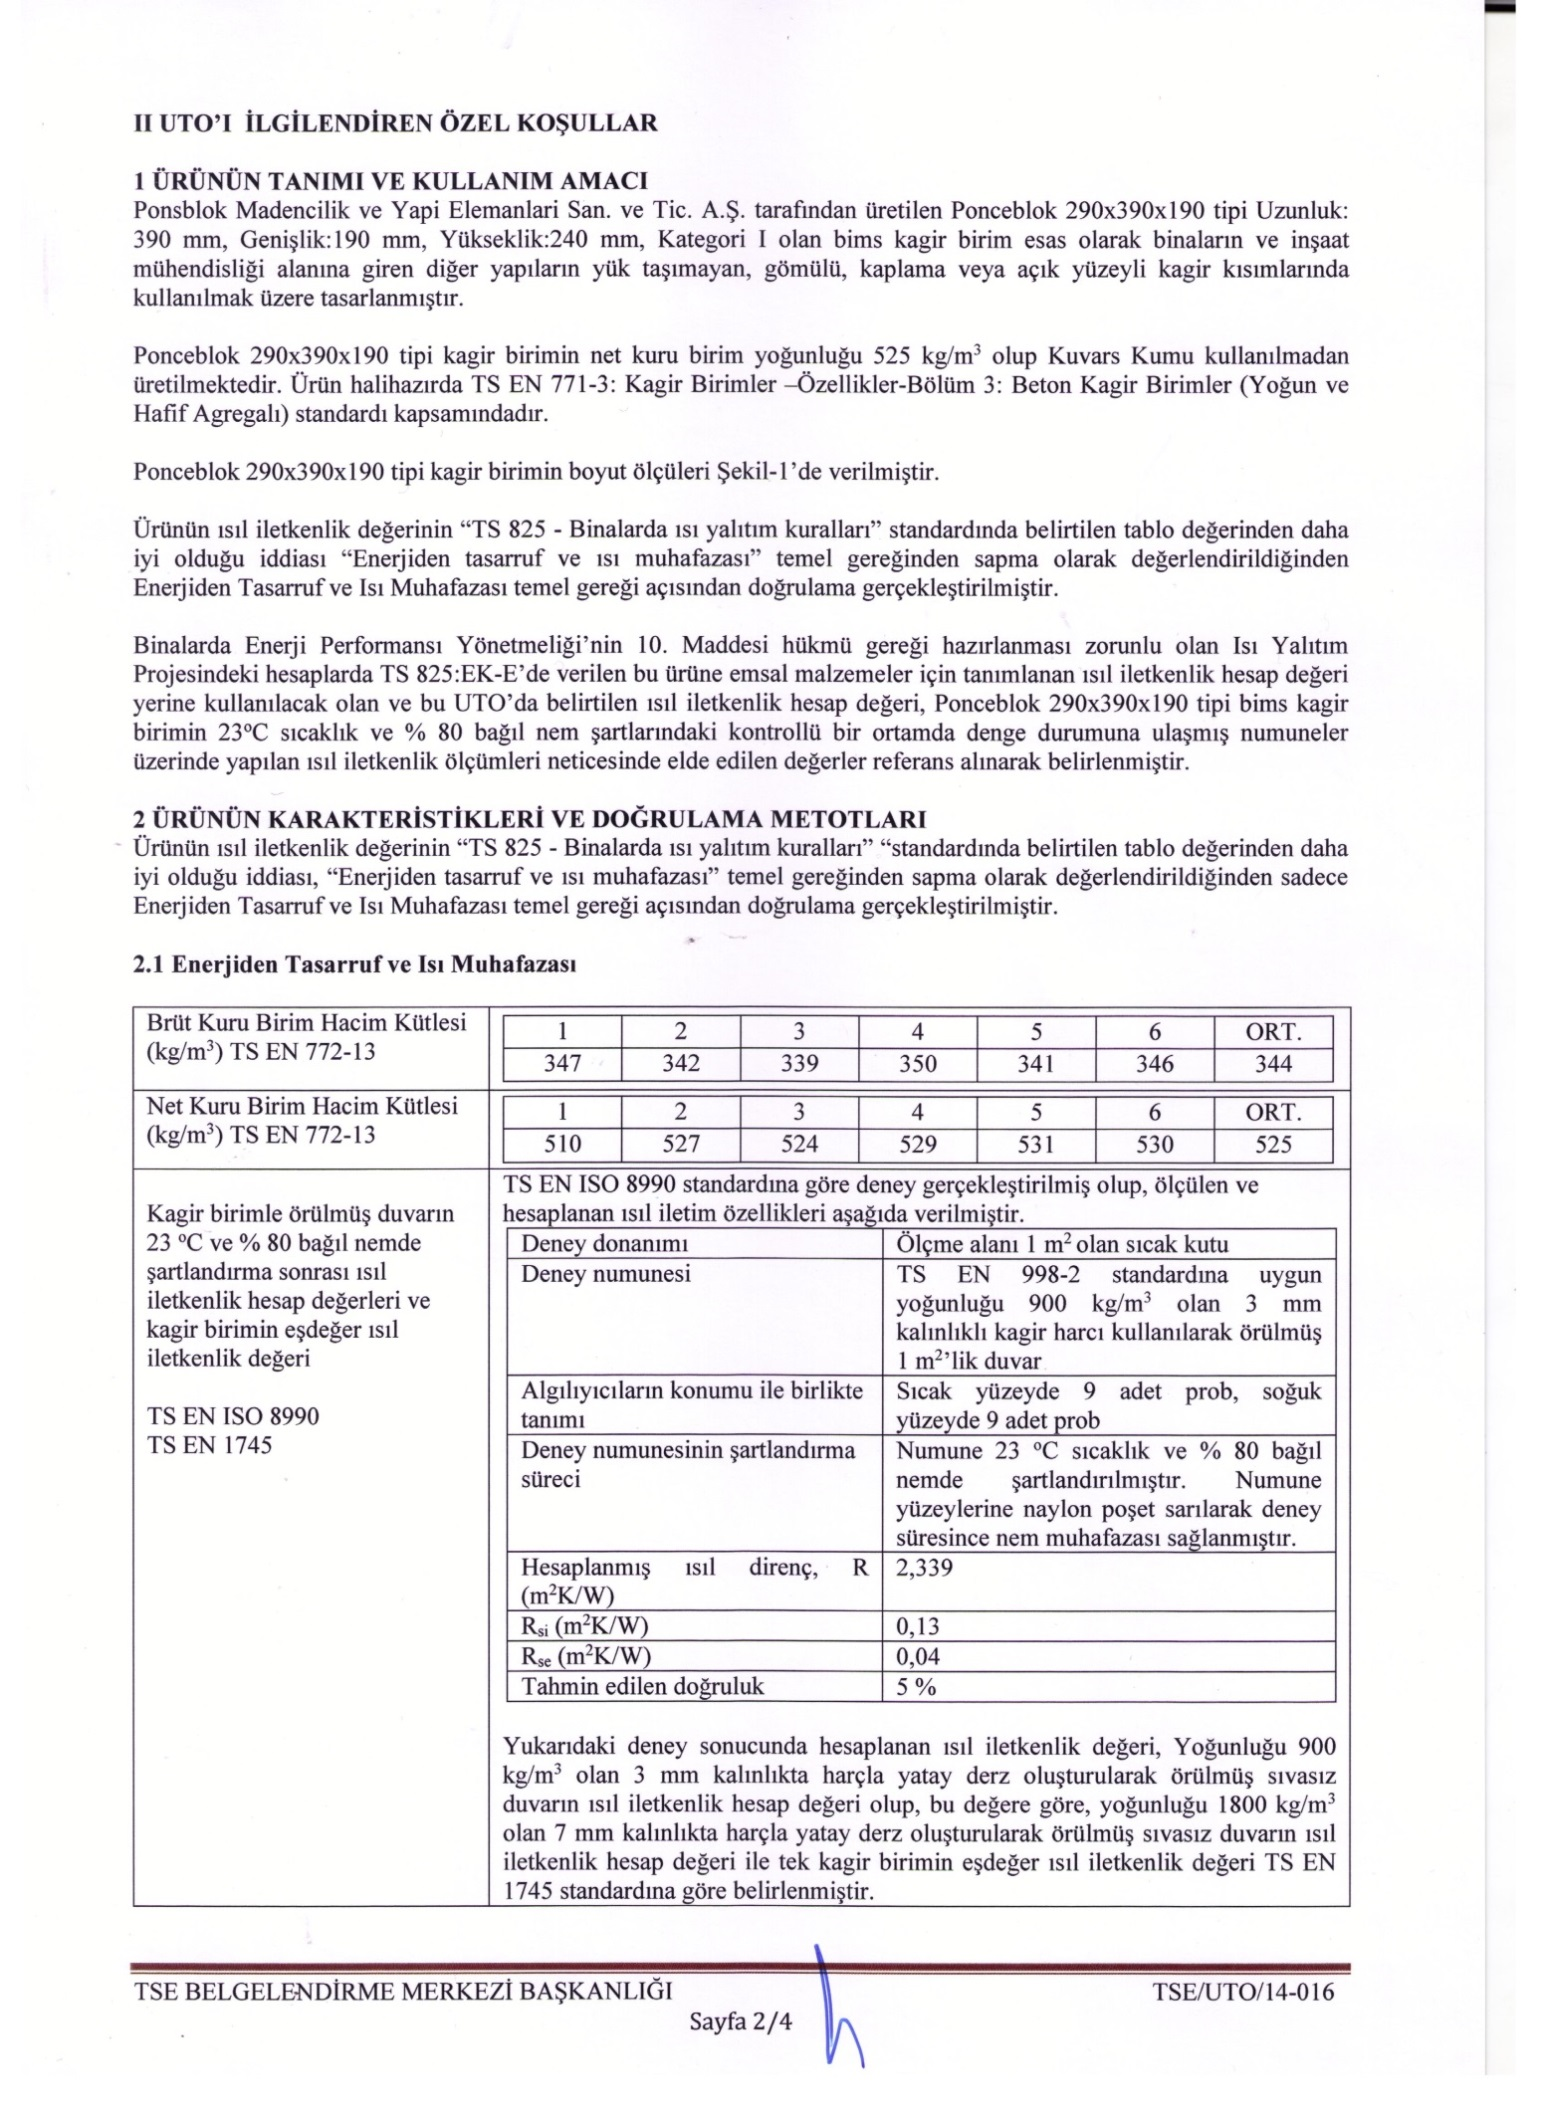 II UTO’I İLGİLENDİREN ÖZEL KOŞULLAR
1 ÜRÜNÜN TANIMI VE KULLANIM AMACI
Ponsblok Madencilik ve Yapi Elemanlari San. ve Tic. A.Ş. tarafından üretilen Ponceblok 290x390x190 tipi Uzunluk:
390 mm, Genişlik:190 mm, Yükseklik:240 mm, Kategori I olan bims kagir birim esas olarak binaların ve inşaat
mühendisliği alanına giren diğer yapıların yük taşımayan, gömülü, kaplama veya açık yüzeyli kagir kısımlarında
kullanılmak üzere tasarlanmıştır.
Ponceblok 290x390x190 tipi kagir birimin net kuru birim yoğunluğu 525 kg/m³ olup Kuvars Kumu kullanılmadan
üretilmektedir. Ürün halihazırda TS EN 771-3: Kagir Birimler –Özellikler-Bölüm 3: Beton Kagir Birimler (Yoğun ve
Hafif Agregalı) standardı kapsamındadır.
Ponceblok 290x390x190 tipi kagir birimin boyut ölçüleri Şekil-1’de verilmiştir.
Ürünün ısıl iletkenlik değerinin “TS 825 - Binalarda ısı yalıtım kuralları” standardında belirtilen tablo değerinden daha
iyi olduğu iddiası “Enerjiden tasarruf ve ısı muhafazası” temel gereğinden sapma olarak değerlendirildiğinden
Enerjiden Tasarruf ve Isı Muhafazası temel gereği açısından doğrulama gerçekleştirilmiştir.
Binalarda Enerji Performansı Yönetmeliği’nin 10. Maddesi hükmü gereği hazırlanması zorunlu olan Isı Yalıtım
Projesindeki hesaplarda TS 825:EK-E’de verilen bu ürüne emsal malzemeler için tanımlanan ısıl iletkenlik hesap değeri
yerine kullanılacak olan ve bu UTO’da belirtilen ısıl iletkenlik hesap değeri, Ponceblok 290x390x190 tipi bims kagir
birimin 23ºC sıcaklık ve % 80 bağıl nem şartlarındaki kontrollü bir ortamda denge durumuna ulaşmış numuneler
üzerinde yapılan ısıl iletkenlik ölçümleri neticesinde elde edilen değerler referans alınarak belirlenmiştir.
2 ÜRÜNÜN KARAKTERİSTİKLERİ VE DOĞRULAMA METOTLARI
Ürünün ısıl iletkenlik değerinin “TS 825 - Binalarda ısı yalıtım kuralları” “standardında belirtilen tablo değerinden daha
iyi olduğu iddiası, “Enerjiden tasarruf ve ısı muhafazası” temel gereğinden sapma olarak değerlendirildiğinden sadece
Enerjiden Tasarruf ve Isı Muhafazası temel gereği açısından doğrulama gerçekleştirilmiştir.
2.1 Enerjiden Tasarruf ve Isı Muhafazası
Brüt Kuru Birim Hacim Kütlesi
(kg/m³) TS EN 772-13
1 2 3 4 5 6 ORT.
347 342 339 350 341 346 344
Net Kuru Birim Hacim Kütlesi
(kg/m³) TS EN 772-13
1 2 3 4 5 6 ORT.
510 527 524 529 531 530 525
Kagir birimle örülmüş duvarın
23 ºC ve % 80 bağıl nemde
şartlandırma sonrası ısıl
iletkenlik hesap değerleri ve
kagir birimin eşdeğer ısıl
iletkenlik değeri
TS EN ISO 8990
TS EN 1745
TS EN ISO 8990 standardına göre deney gerçekleştirilmiş olup, ölçülen ve
hesaplanan ısıl iletim özellikleri aşağıda verilmiştir.
Deney donanımı
Ölçme alanı 1 m² olan sıcak kutu
Deney numunesi
TS EN 998-2 standardına uygun
yoğunluğu 900 kg/m³ olan 3 mm
kalınlıklı kagir harcı kullanılarak örülmüş
1 m²’lik duvar
Algılıyıcıların konumu ile birlikte
tanımı
Sıcak yüzeyde 9 adet prob, soğuk
yüzeyde 9 adet prob
Deney numunesinin şartlandırma
süreci
Numune 23 ºC sıcaklık ve % 80 bağıl
nemde şartlandırılmıştır. Numune
yüzeylerine naylon poşet sarılarak deney
süresince nem muhafazası sağlanmıştır.
Hesaplanmış ısıl direnç, R
(m²K/W)
2,339
Rsi (m²K/W)
0,13
Rse (m²K/W)
0,04
Tahmin edilen doğruluk
5 %
Yukarıdaki deney sonucunda hesaplanan ısıl iletkenlik değeri, Yoğunluğu 900
kg/m³ olan 3 mm kalınlıkta harçla yatay derz oluşturularak örülmüş sıvasız
duvarın ısıl iletkenlik hesap değeri olup, bu değere göre, yoğunluğu 1800 kg/m³
olan 7 mm kalınlıkta harçla yatay derz oluşturularak örülmüş sıvasız duvarın ısıl
iletkenlik hesap değeri ile tek kagir birimin eşdeğer ısıl iletkenlik değeri TS EN
1745 standardına göre belirlenmiştir.
TSE BELGELENDİRME MERKEZİ BAŞKANLIĞI
TSE/UTO/14-016
Sayfa 2/4